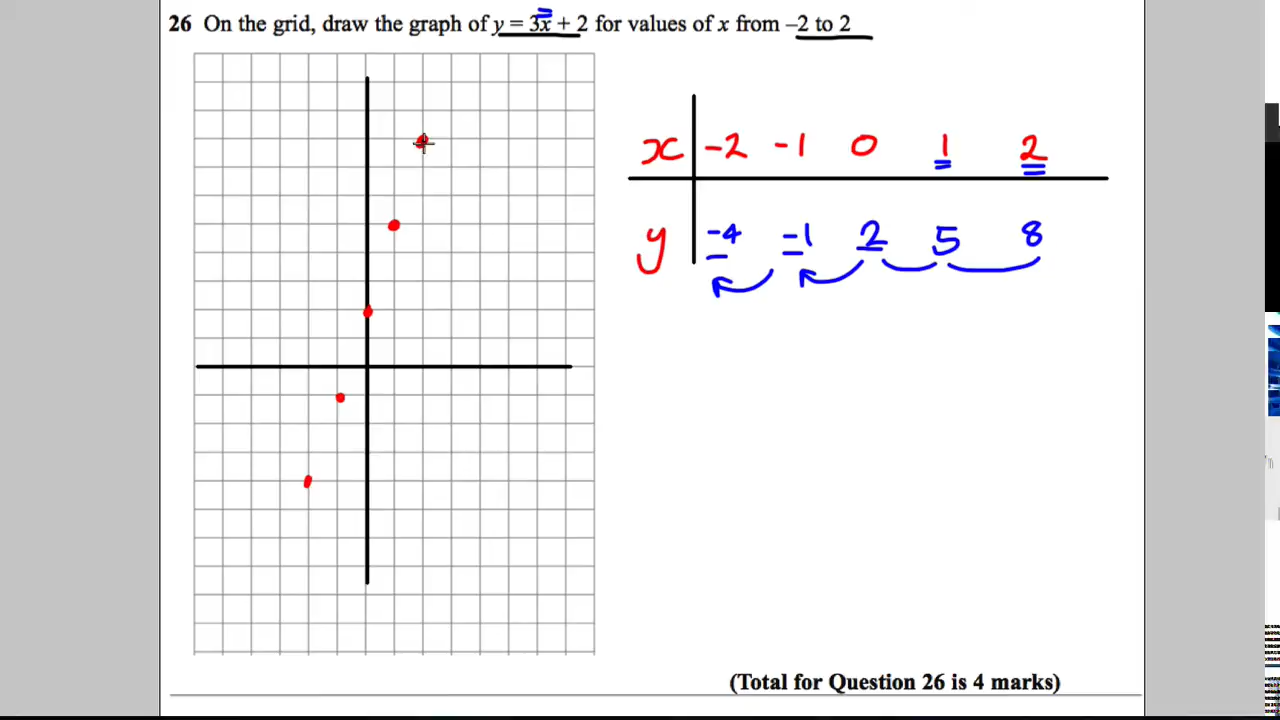 26 On the grid, draw the graph of y = 3x + 2 for values of x from –2 to 2
x -2 -1 0 1 2
y -4 -1 2 5 8
(Total for Question 26 is 4 marks)